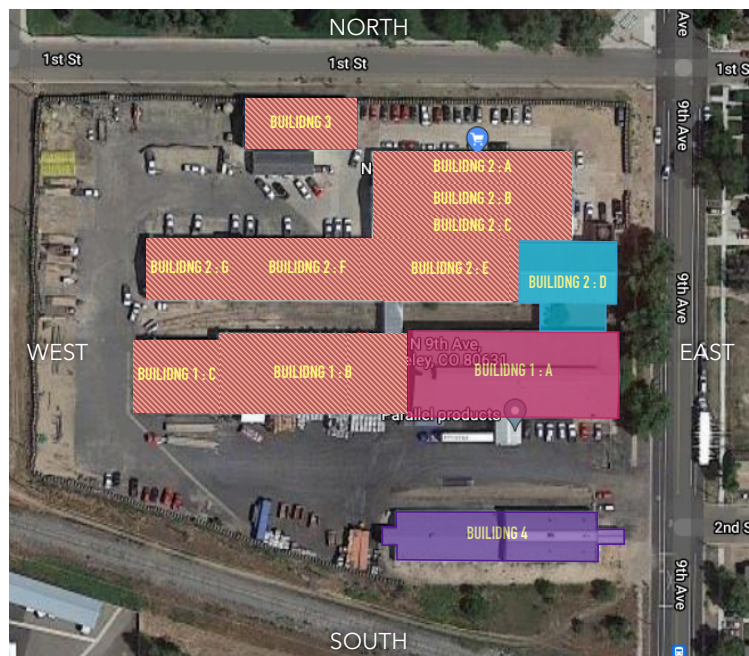 NORTH
1st St
1st St
1st S
Ave
9th Ave
BUILIDNG 3
N
BUILIDNG 2 : A
BUILIDNG 2 : B
BUILIDNG 2 : C
BUILIDNG 2 : G
BUILIDNG 2 : F
BUILIDNG 2 : E
BUILIDNG 2 : D
9th Ave
WEST
N 9th Ave,
eley, CO 80631
EAST
BUILIDNG 1 : C
BUILIDNG 1 : B
BUILIDNG 1 : A
Parallel products
BUILIDNG 4
2nd S
9th Ave
SOUTH